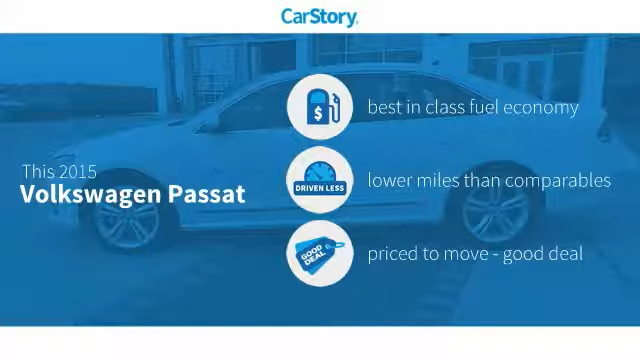 CarStory.
This 2015
Volkswagen Passat
$
best in class fuel economy
DRIVEN LESS
lower miles than comparables
GOOD
DEAL
priced to move - good deal